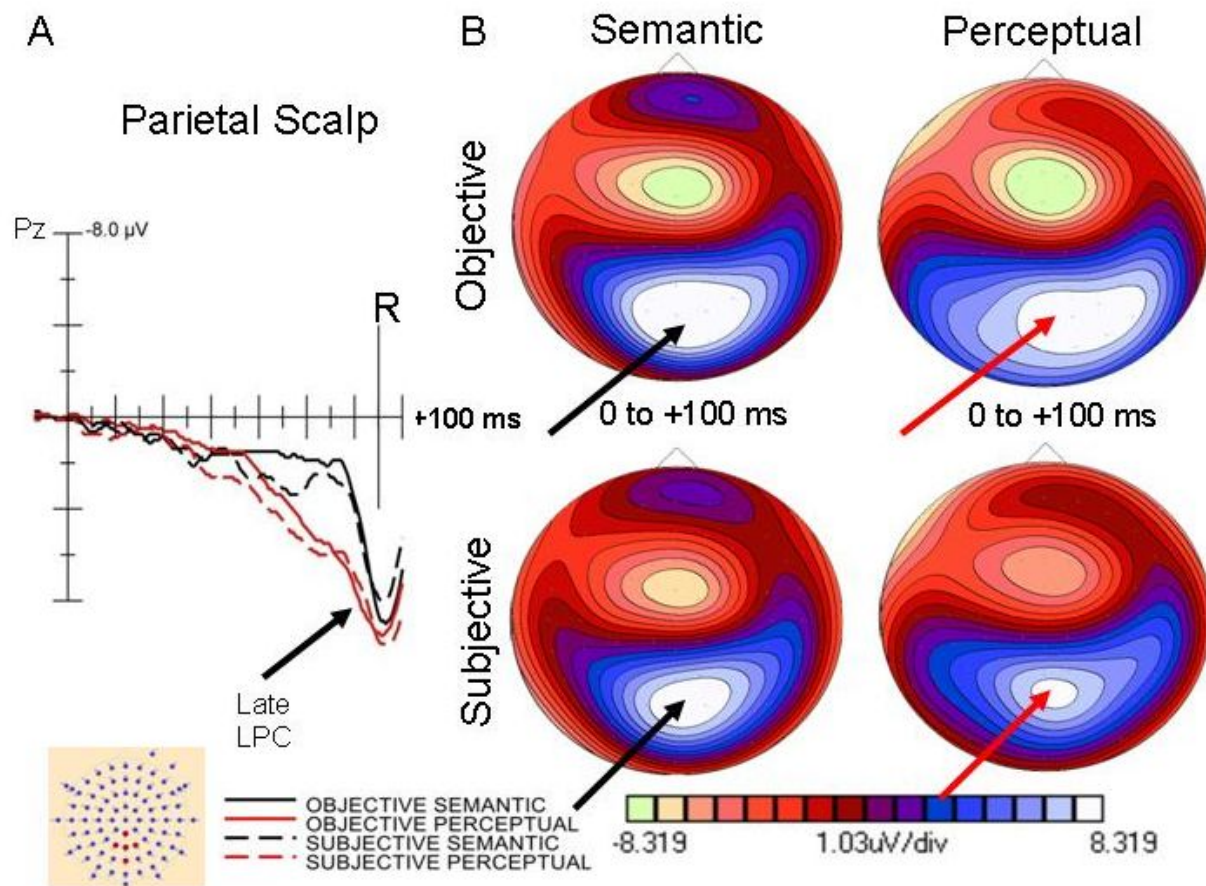 A
B
Semantic
Perceptual
Parietal Scalp
Objective
Pz
-8.0 µV
R
+100 ms
0 to +100 ms
0 to +100 ms
Subjective
Late
LPC
OBJECTIVE SEMANTIC
OBJECTIVE PERCEPTUAL
SUBJECTIVE SEMANTIC
SUBJECTIVE PERCEPTUAL
-8.319
1.03uV/div
8.319